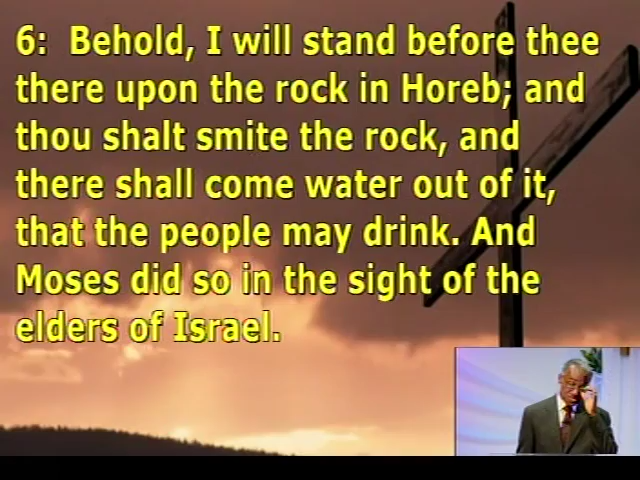 6:  Behold, I will stand before thee
there upon the rock in Horeb; and
thou shalt smite the rock, and
there shall come water out of it,
that the people may drink. And
Moses did so in the sight of the
elders of Israel.